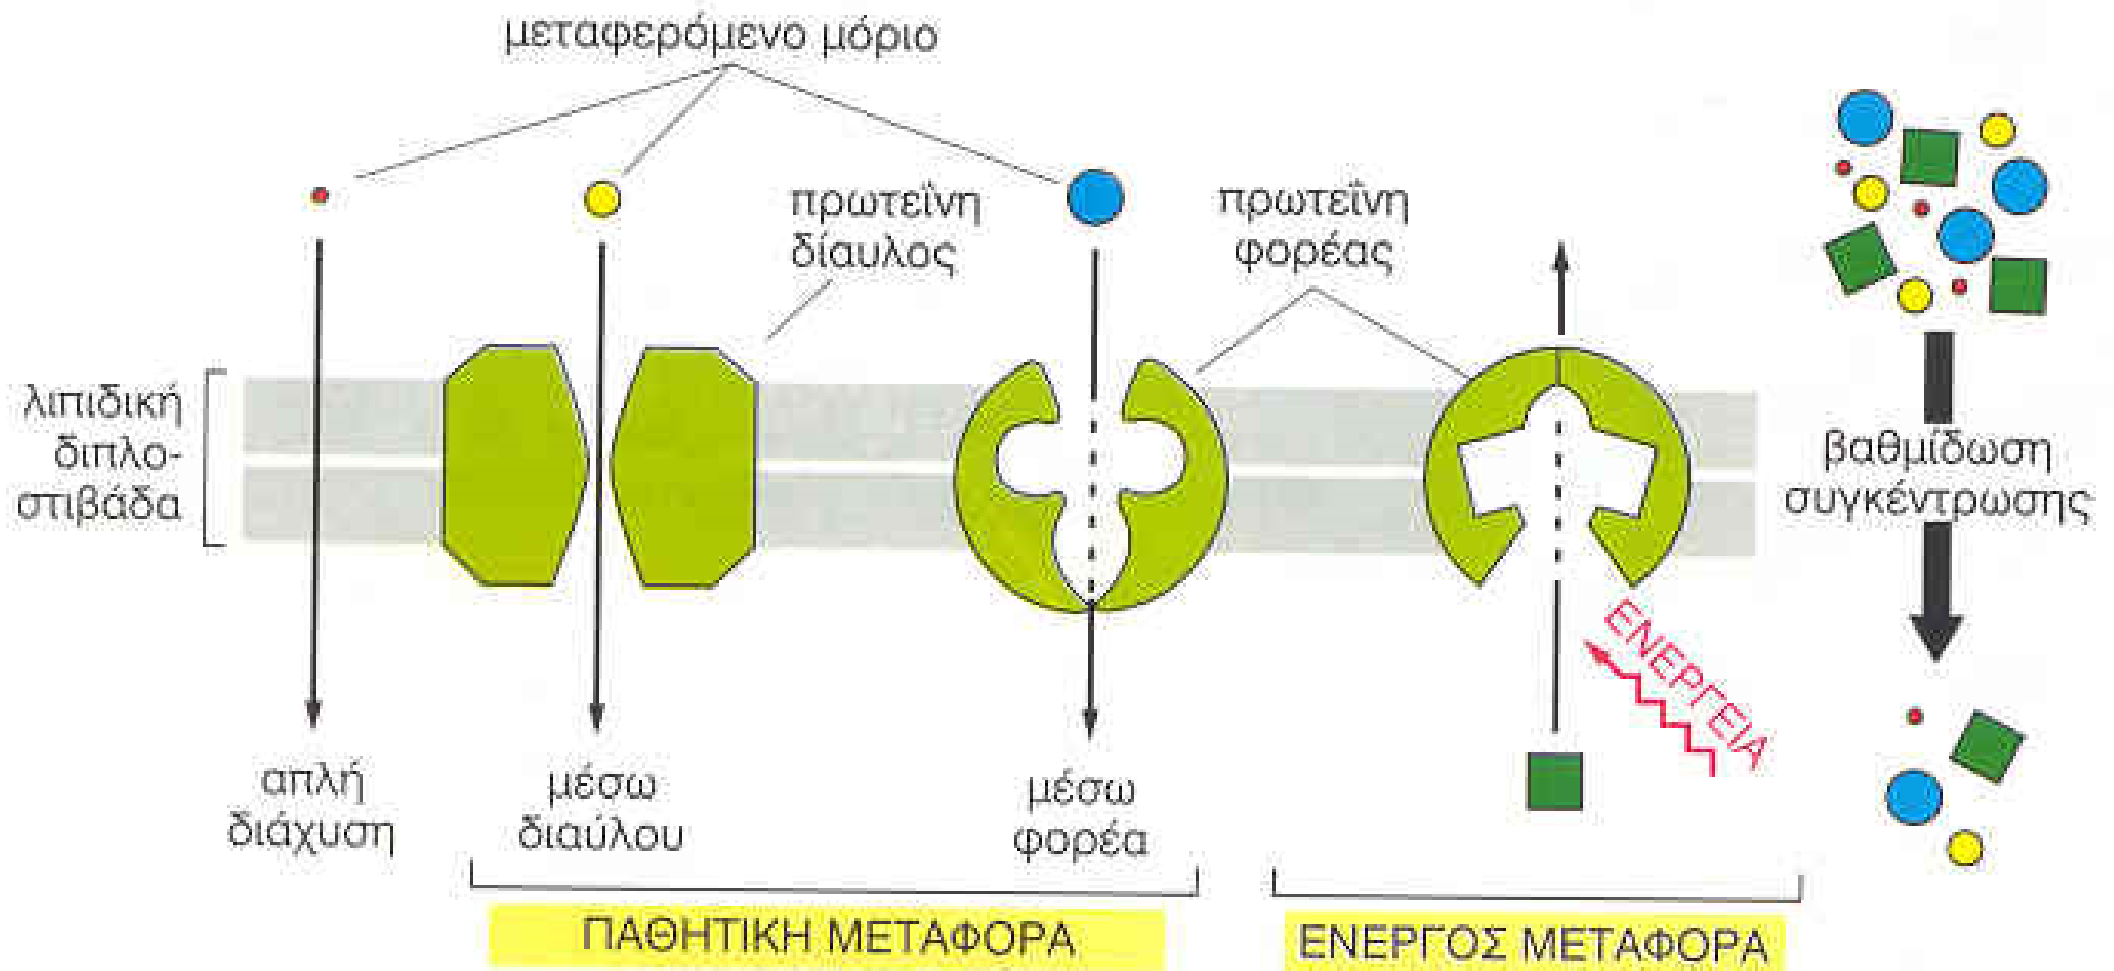 μεταφερόμενο μόριο
πρωτεΐνη
δίαυλος
πρωτεΐνη
φορέας
λιπιδική
διπλο-
στιβάδα
βαθμίδωση
συγκέντρωσης
ΕΝΕΡΓΕΙΑ
απλή
διάχυση
μέσω
διαύλου
μέσω
φορέα
ΠΑΘΗΤΙΚΗ ΜΕΤΑΦΟΡΑ
ΕΝΕΡΓΟΣ ΜΕΤΑΦΟΡΑ